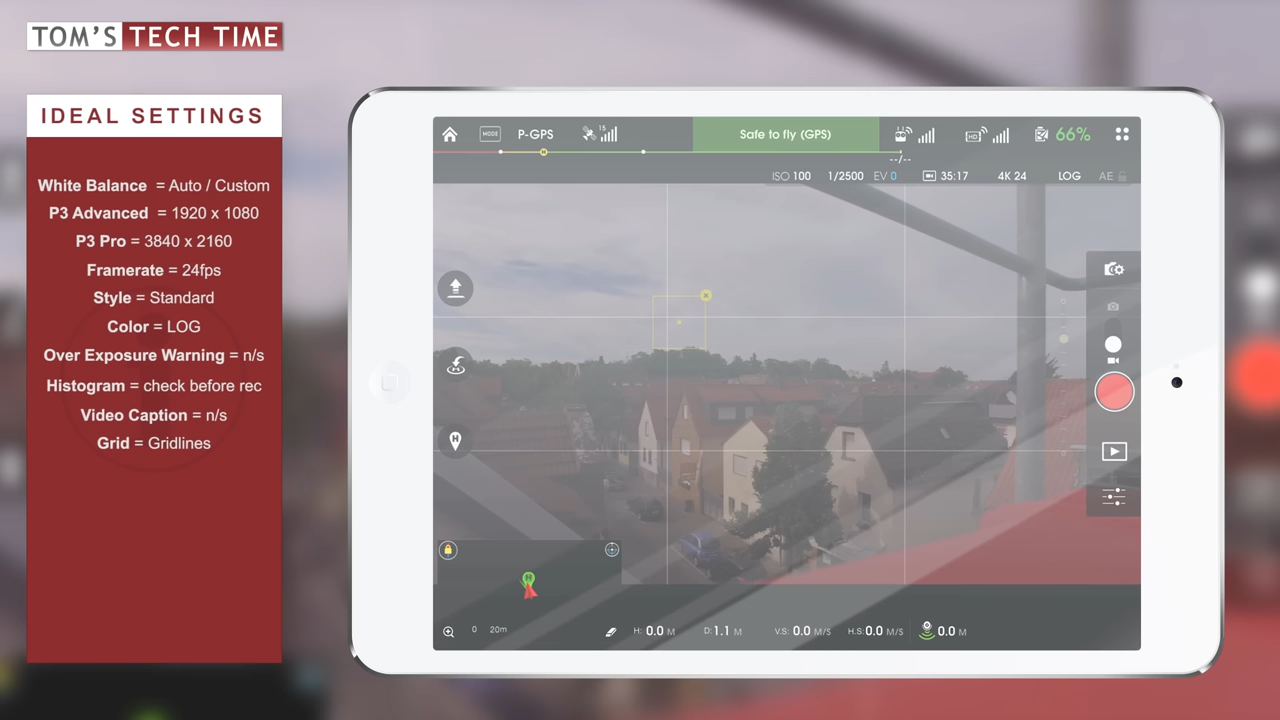 TOM'S TECH TIME
IDEAL SETTINGS
White Balance = Auto / Custom
P3 Advanced = 1920 x 1080
P3 Pro = 3840 x 2160
Framerate = 24fps
Style = Standard
Color = LOG
Over Exposure Warning = n/s
Histogram = check before rec
Video Caption = n/s
Grid = Gridlines
MODE P-GPS 15 Safe to fly (GPS) HD 66%
H
--/--
ISO 100 1/2500 EV 0 35:17 4K 24 LOG AE
H
H
0 20m H: 0.0 M D: 1.1 M V.S: 0.0 M/S H.S: 0.0 M/S 0.0 M